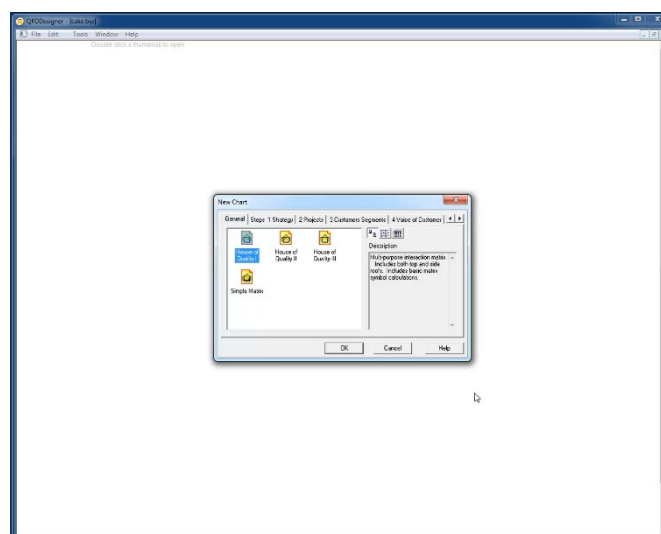 QFDDesigner - [cake.bip]
File Edit Tools Window Help
Double click a thumbnail to open
New Chart
General Steps 1 Strategy 2 Projects 3 Customers Segments 4 Voice of Customer
House of Quality I
House of Quality II
House of Quality III
Simple Matrix
Description
Multi-purpose interaction matrix
Includes both top and side
roofs. Includes basic matrix
symbol calculations.
OK Cancel Help